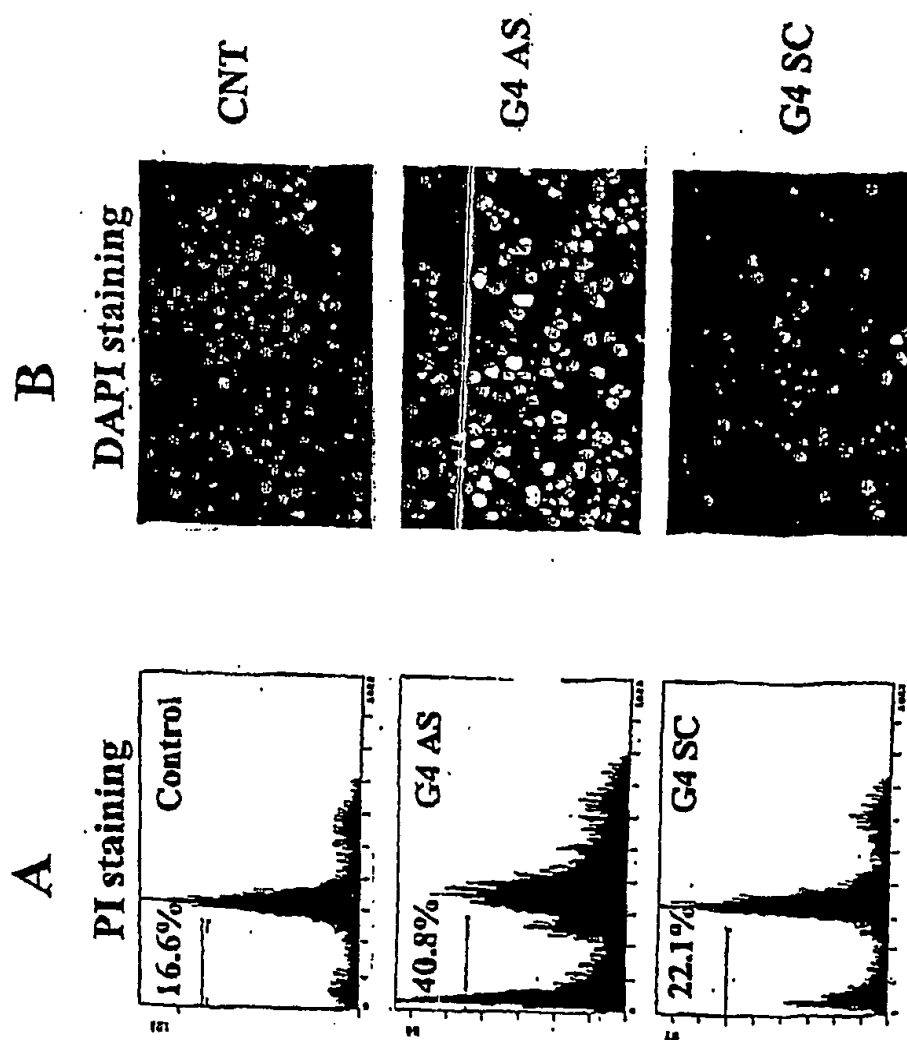 A
PI staining
16.6%
Control
40.8%
G4 AS
22.1%
G4 SC
B
DAPI staining
CNT
G4 AS
G4 SC